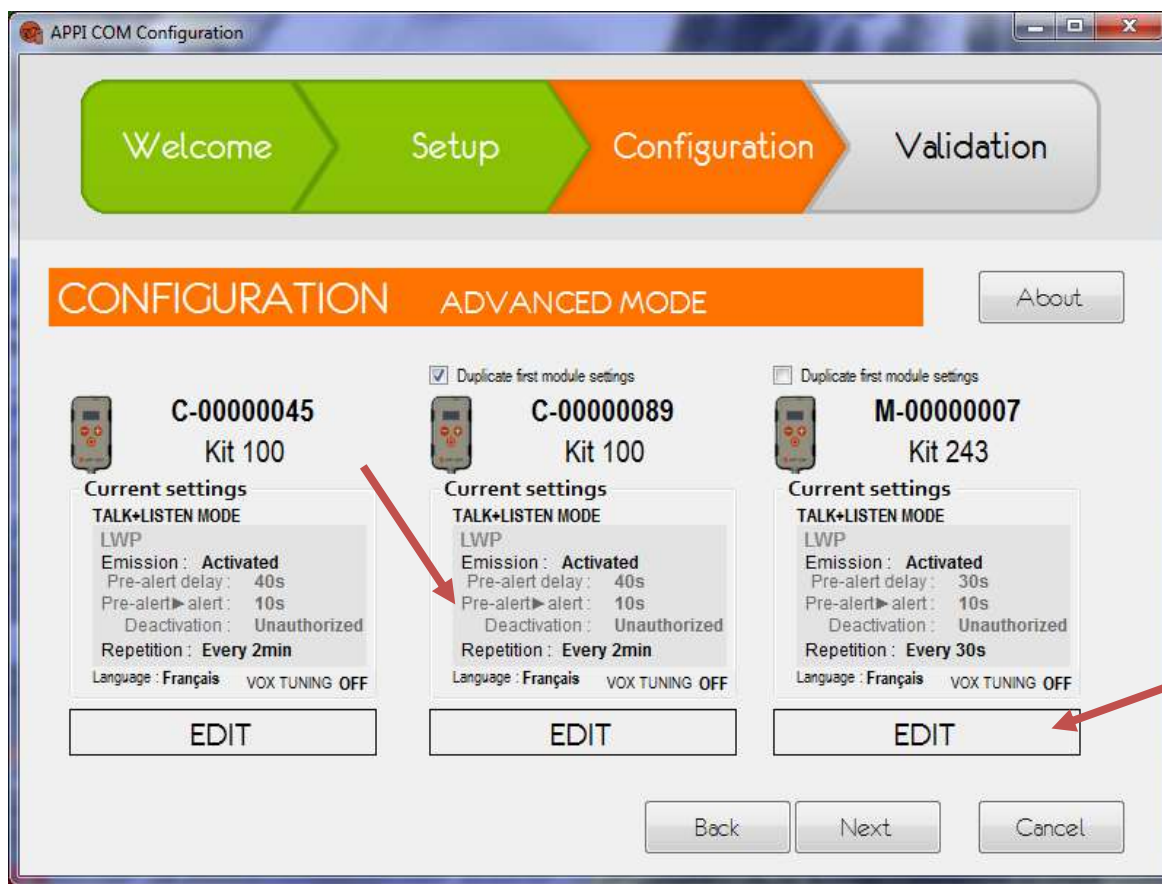 APPI COM Configuration
Welcome
Setup
Configuration
Validation
CONFIGURATION ADVANCED MODE
About
C-00000045
Kit 100
Current settings
TALK+LISTEN MODE
LWP
Emission : Activated
Pre-alert delay : 40s
Pre-alert▶alert : 10s
Deactivation : Unauthorized
Repetition : Every 2min
Language : Français VOX TUNING OFF
EDIT
Duplicate first module settings
C-00000089
Kit 100
Current settings
TALK+LISTEN MODE
LWP
Emission : Activated
Pre-alert delay : 40s
Pre-alert▶alert : 10s
Deactivation : Unauthorized
Repetition : Every 2min
Language : Français VOX TUNING OFF
EDIT
Duplicate first module settings
M-00000007
Kit 243
Current settings
TALK+LISTEN MODE
LWP
Emission : Activated
Pre-alert delay : 30s
Pre-alert▶alert : 10s
Deactivation : Unauthorized
Repetition : Every 30s
Language : Français VOX TUNING OFF
EDIT
Back
Next
Cancel